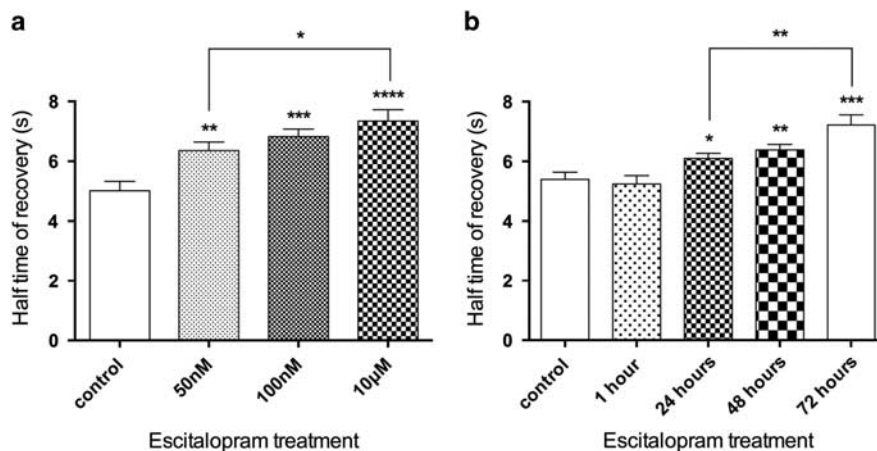 a
*
Half time of recovery (s)
8
6
4
2
0
**
***
****
control
50nM
100nM
10μM
Escitalopram treatment
b
**
Half time of recovery (s)
8
6
4
2
0
*
**
***
control
1 hour
24 hours
48 hours
72 hours
Escitalopram treatment